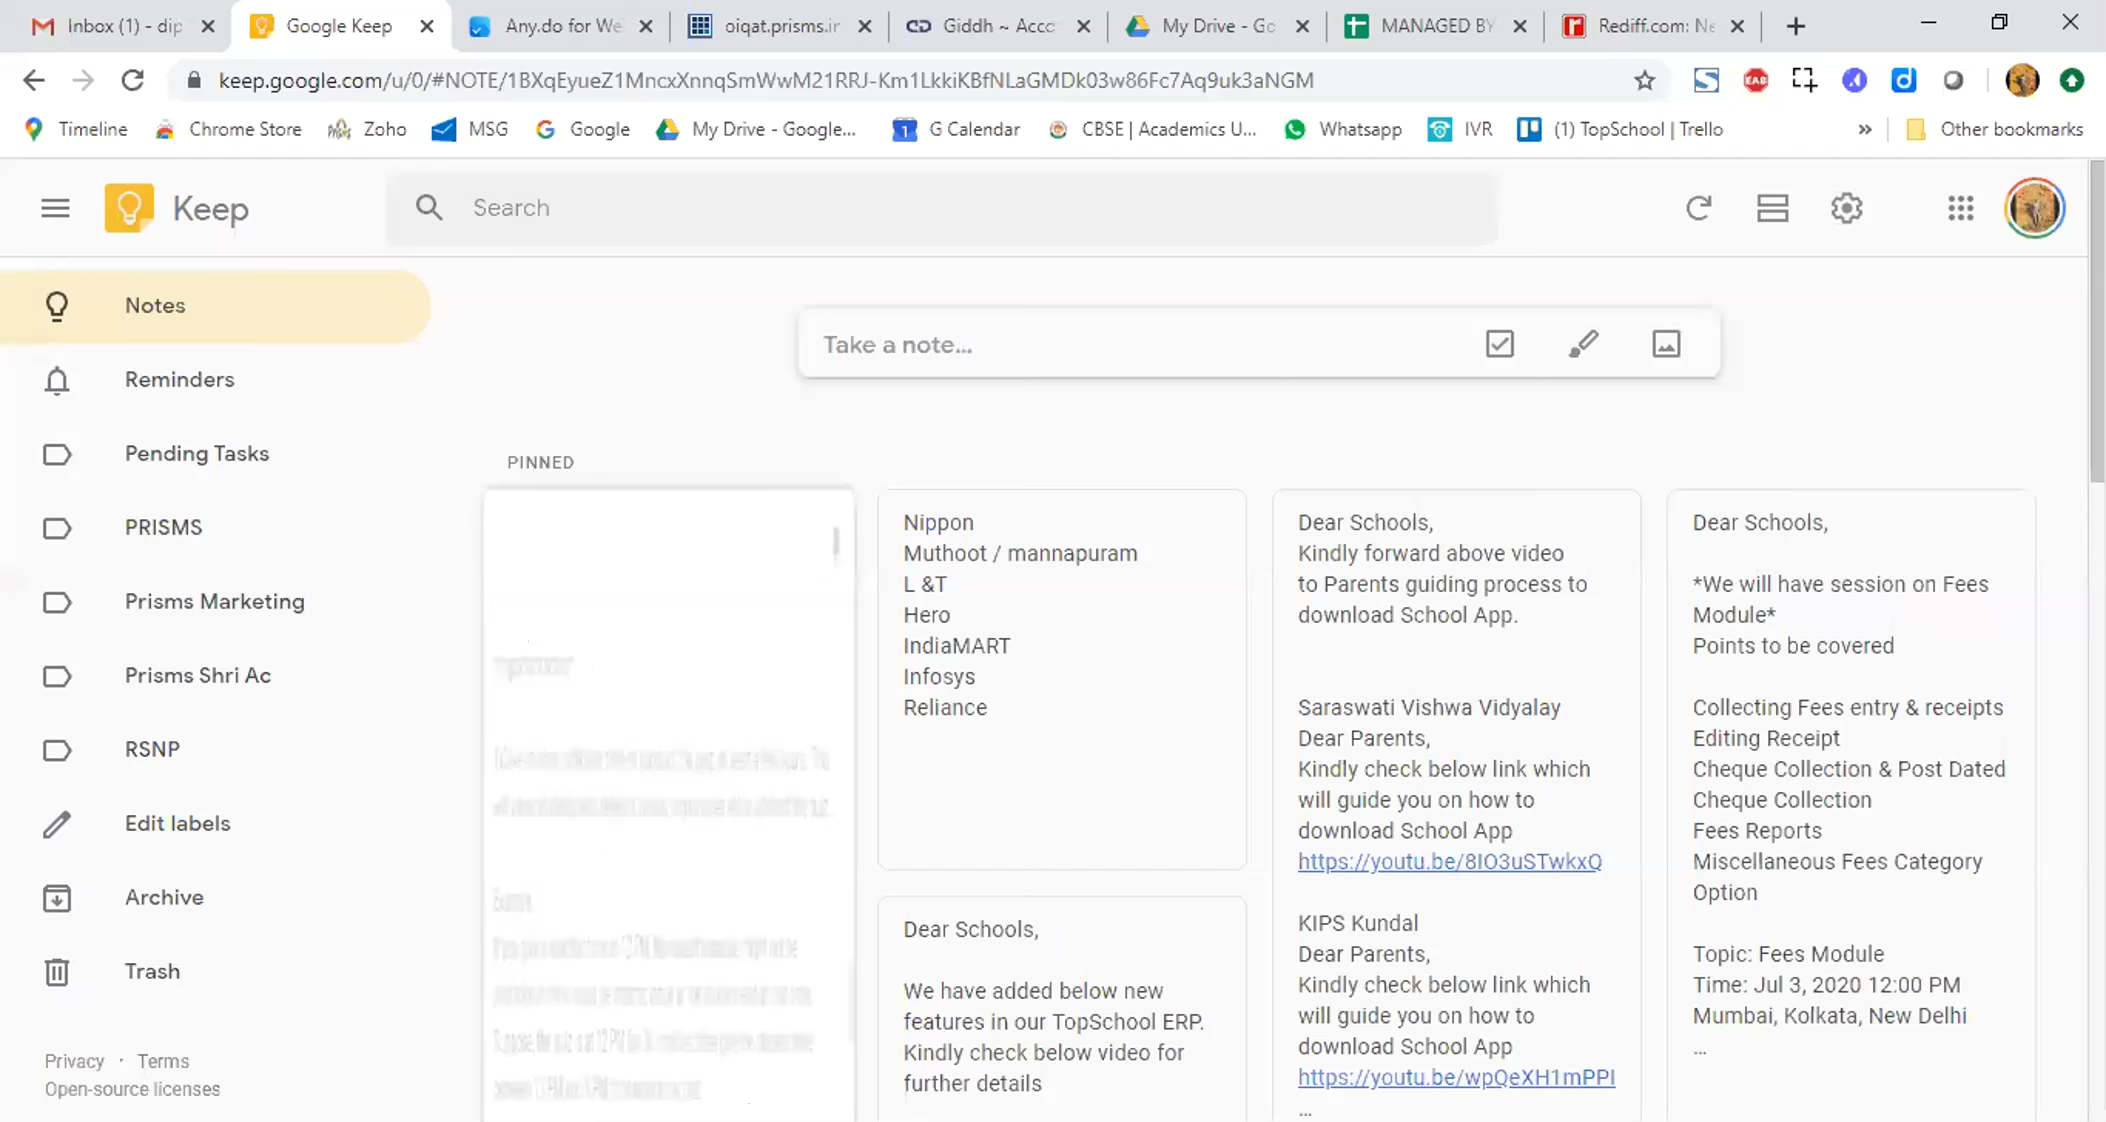 Inbox (1) - dip
Google Keep
Any.do for We
oiqat.prisms.ir
Giddh ~ Acco
My Drive - Go
MANAGED BY
Rediff.com: Ne
keep.google.com/u/0/#NOTE/1BXqEyueZ1MncxXnnqSmWwM21RRJ-Km1LkkiKBfNLaGMDk03w86Fc7Aq9uk3aNGM
Timeline
Chrome Store
Zoho
MSG
Google
My Drive - Google...
G Calendar
CBSE | Academics U...
Whatsapp
IVR
(1) TopSchool | Trello
Other bookmarks
Keep
Search
Notes
Reminders
Pending Tasks
PRISMS
Prisms Marketing
Prisms Shri Ac
RSNP
Edit labels
Archive
Trash
Privacy · Terms
Open-source licenses
Take a note...
PINNED
Nippon
Muthoot / mannapuram
L &T
Hero
IndiaMART
Infosys
Reliance
Dear Schools,
We have added below new
features in our TopSchool ERP.
Kindly check below video for
further details
Dear Schools,
Kindly forward above video
to Parents guiding process to
download School App.
Saraswati Vishwa Vidyalay
Dear Parents,
Kindly check below link which
will guide you on how to
download School App
https://youtu.be/8IO3uSTwkxQ
KIPS Kundal
Dear Parents,
Kindly check below link which
will guide you on how to
download School App
https://youtu.be/wpQeXH1mPPI
...
Dear Schools,
*We will have session on Fees
Module*
Points to be covered
Collecting Fees entry & receipts
Editing Receipt
Cheque Collection & Post Dated
Cheque Collection
Fees Reports
Miscellaneous Fees Category
Option
Topic: Fees Module
Time: Jul 3, 2020 12:00 PM
Mumbai, Kolkata, New Delhi
...